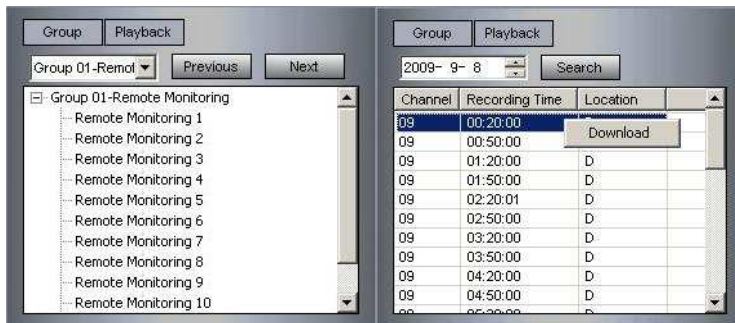 Group Playback
Group 01-Remot Previous Next
Group 01-Remote Monitoring
Remote Monitoring 1
Remote Monitoring 2
Remote Monitoring 3
Remote Monitoring 4
Remote Monitoring 5
Remote Monitoring 6
Remote Monitoring 7
Remote Monitoring 8
Remote Monitoring 9
Remote Monitoring 10
Group Playback
2009- 9- 8 Search
Channel Recording Time Location
09 00:20:00
Download
09 00:50:00
09 01:20:00 D
09 01:50:00 D
09 02:20:01 D
09 02:50:00 D
09 03:20:00 D
09 03:50:00 D
09 04:20:00 D
09 04:50:00 D